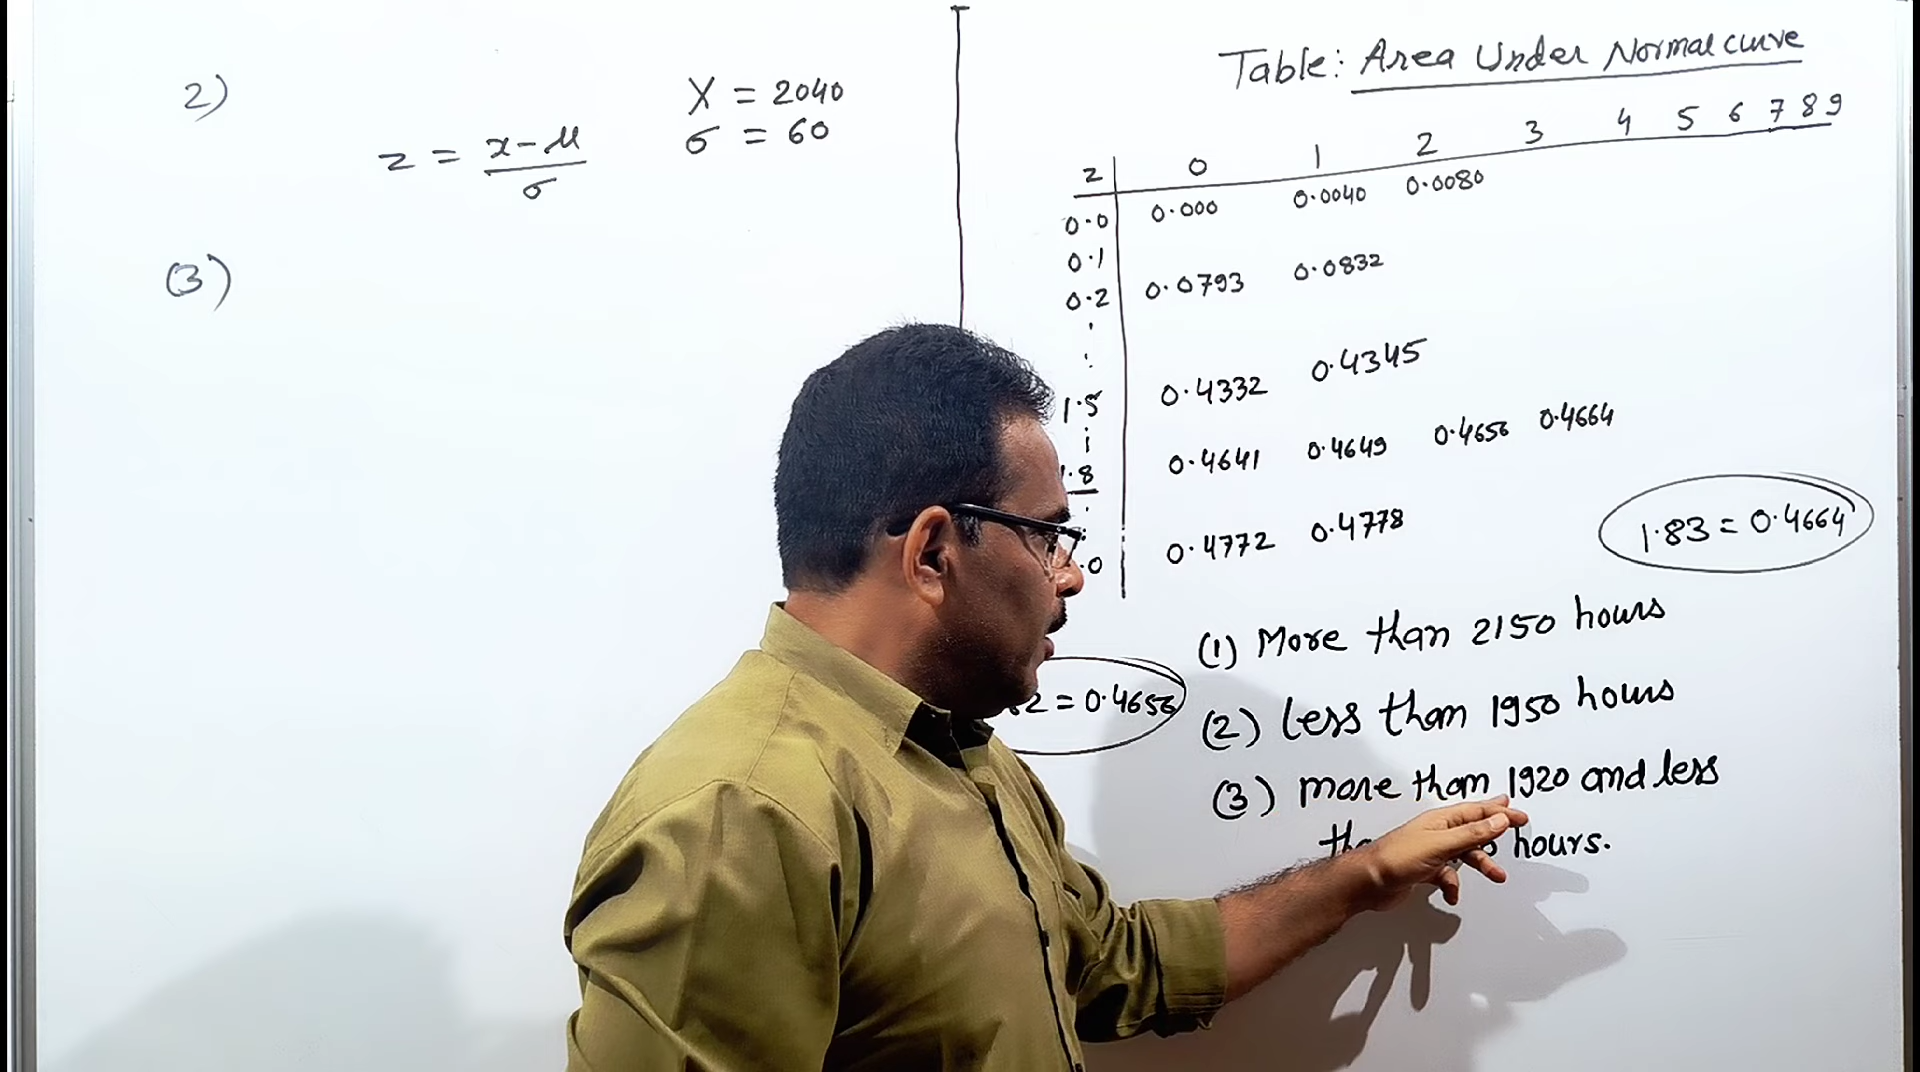 2)
z = x-μ/σ
X = 2040
σ = 60
(3)
Table: Area Under Normal curve
z 0 1 2 3 4 5 6 7 8 9
0.0 0.000 0.0040 0.0080
0.1
0.2 0.0793 0.0832
1.5 0.4332 0.4345
.8 0.4641 0.4649 0.4656 0.4664
.0 0.4772 0.4778
1.83 = 0.4664
2 = 0.4656
(1) More than 2150 hours
(2) Less than 1950 hours
(3) more than 1920 and less
hours.